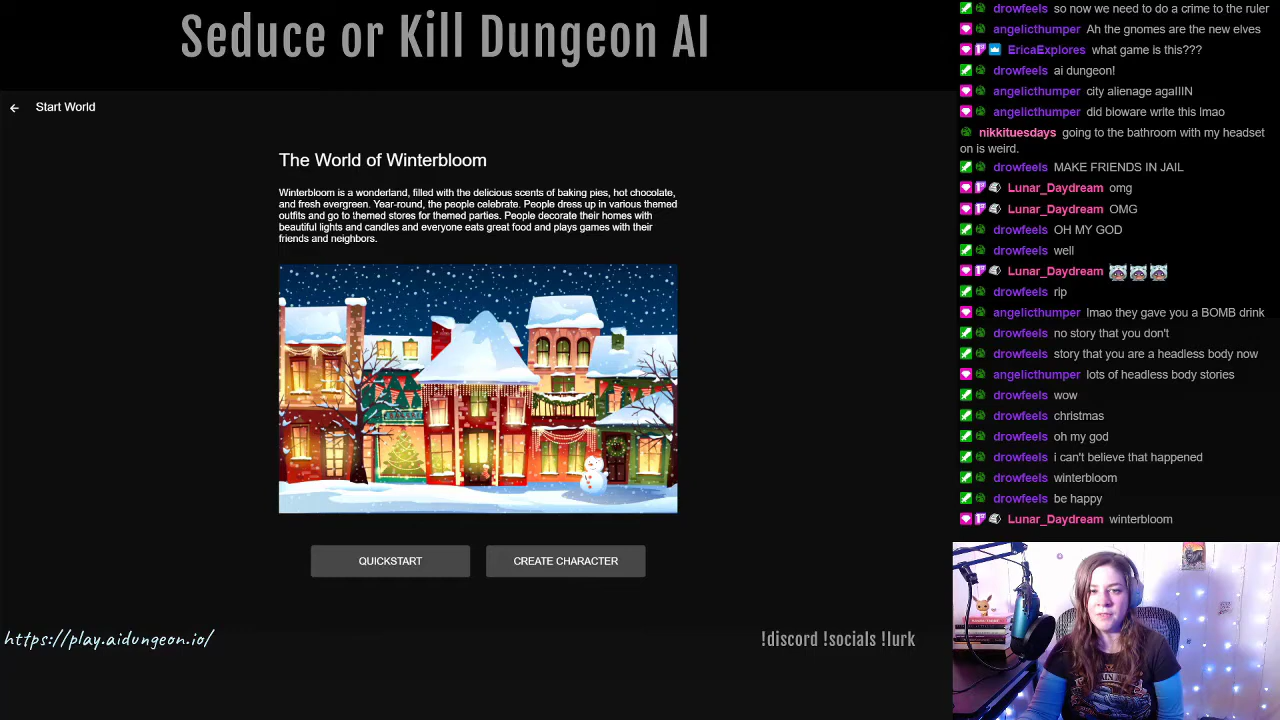 Seduce or Kill Dungeon AI
Start World
The World of Winterbloom
Winterbloom is a wonderland, filled with the delicious scents of baking pies, hot chocolate,
and fresh evergreen. Year-round, the people celebrate. People dress up in various themed
outfits and go to themed stores for themed parties. People decorate their homes with
beautiful lights and candles and everyone eats great food and plays games with their
friends and neighbors.
QUICKSTART
CREATE CHARACTER
https://play.aidungeon.io/
!discord !socials !lurk
drowfeels so now we need to do a crime to the ruler
angelicthumper Ah the gnomes are the new elves
EricaExplores what game is this???
drowfeels ai dungeon!
angelicthumper city alienage agaIIIN
angelicthumper did bioware write this lmao
nikkituesdays going to the bathroom with my headset
on is weird.
drowfeels MAKE FRIENDS IN JAIL
Lunar_Daydream omg
Lunar_Daydream OMG
drowfeels OH MY GOD
drowfeels well
Lunar_Daydream
drowfeels rip
angelicthumper lmao they gave you a BOMB drink
drowfeels no story that you don't
drowfeels story that you are a headless body now
angelicthumper lots of headless body stories
drowfeels wow
drowfeels christmas
drowfeels oh my god
drowfeels i can't believe that happened
drowfeels winterbloom
drowfeels be happy
Lunar_Daydream winterbloom